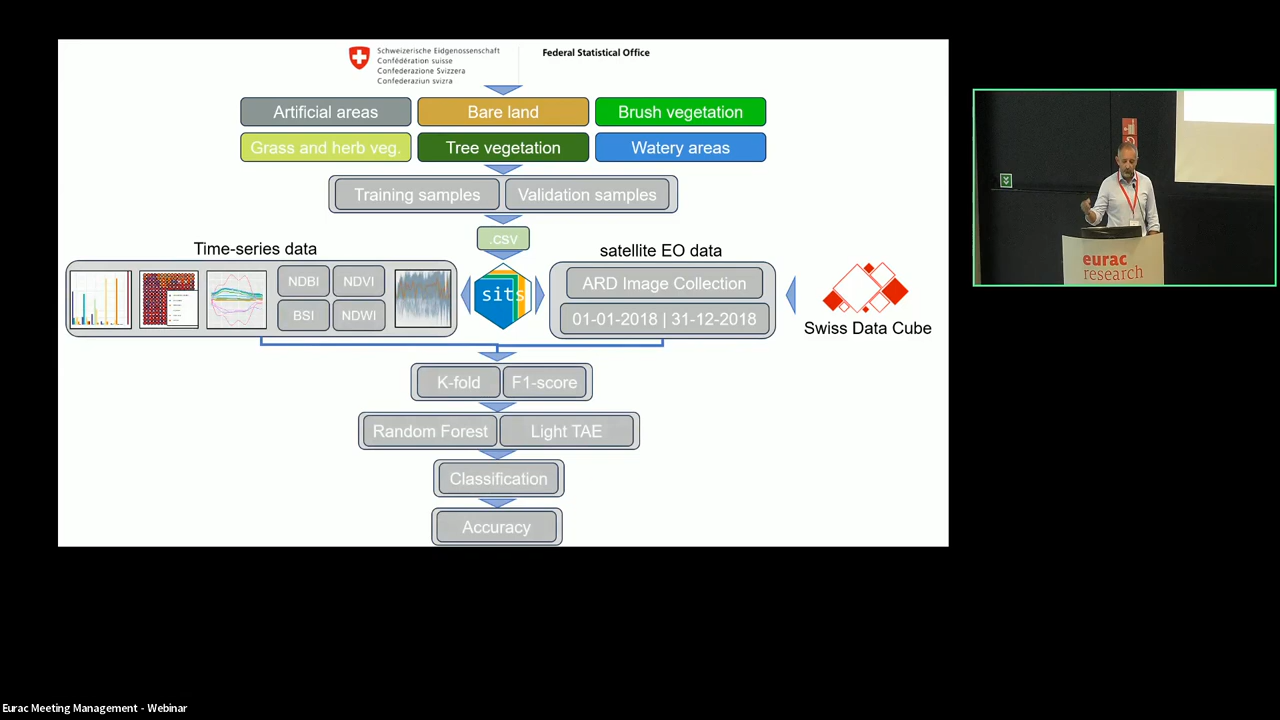 Schweizerische Eidgenossenschaft
Confédération suisse
Confederazione Svizzera
Confederaziun svizra
Federal Statistical Office
Artificial areas
Bare land
Brush vegetation
Grass and herb veg.
Tree vegetation
Watery areas
Training samples
Validation samples
.csv
Time-series data
satellite EO data
NDBI
NDVI
BSI
NDWI
sits
ARD Image Collection
01-01-2018 | 31-12-2018
Swiss Data Cube
K-fold
F1-score
Random Forest
Light TAE
Classification
Accuracy
eurac
research
Eurac Meeting Management - Webinar